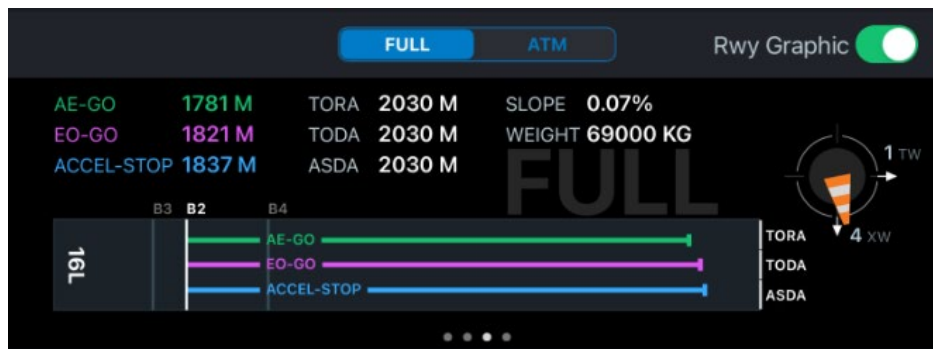 FULL ATM Rwy Graphic
AE-GO 1781 M TORA 2030 M SLOPE 0.07%
EO-GO 1821 M TODA 2030 M WEIGHT 69000 KG
ACCEL-STOP 1837 M ASDA 2030 M
FULL
1 TW
4 XW
B3 B2 B4
16L
AE-GO TORA
EO-GO TODA
ACCEL-STOP ASDA